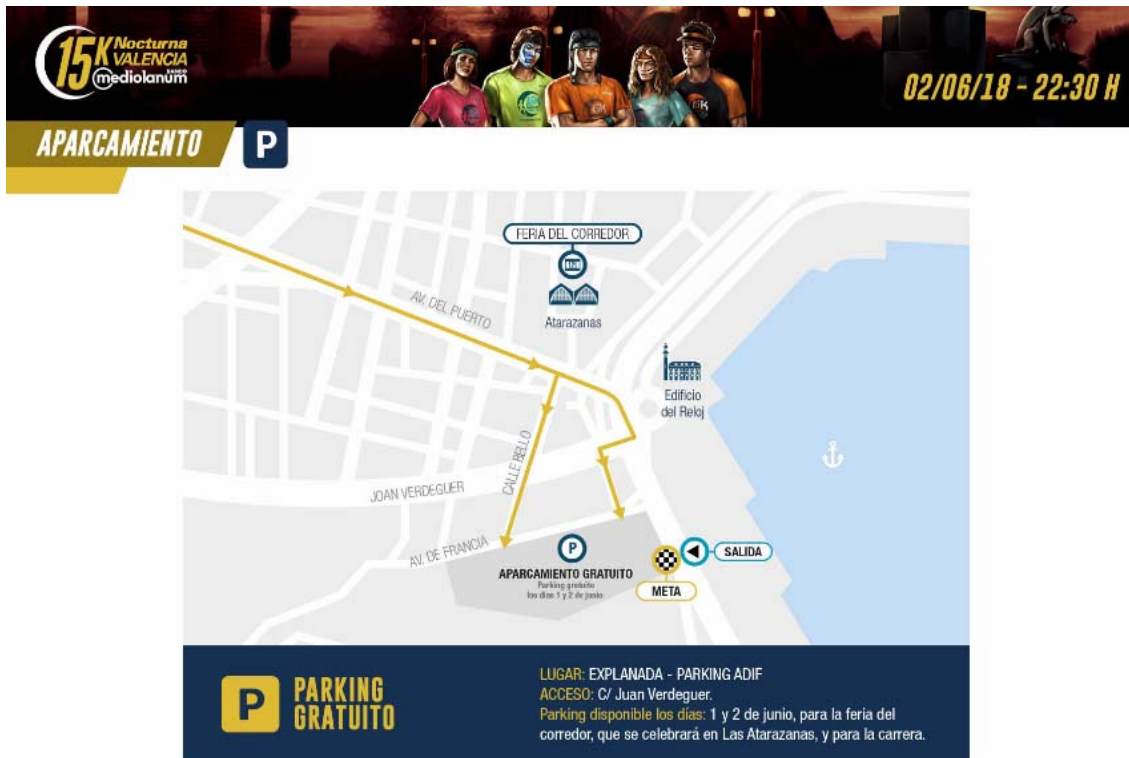 15K Nocturna
VALENCIA
BANCO
mediolanum
02/06/18 - 22:30 H
APARCAMIENTO
P
FERIA DEL CORREDOR
AV. DEL PUERTO
Atarazanas
Edificio
del Reloj
CALLE BELLO
JOAN VERDEGUER
AV. DE FRANCIA
P
SALIDA
APARCAMIENTO GRATUITO
Parking gratuito
los días 1 y 2 de junio
META
P
PARKING
GRATUITO
LUGAR: EXPLANADA - PARKING ADIF
ACCESO: C/ Juan Verdeguer.
Parking disponible los días: 1 y 2 de junio, para la feria del
corredor, que se celebrará en Las Atarazanas, y para la carrera.